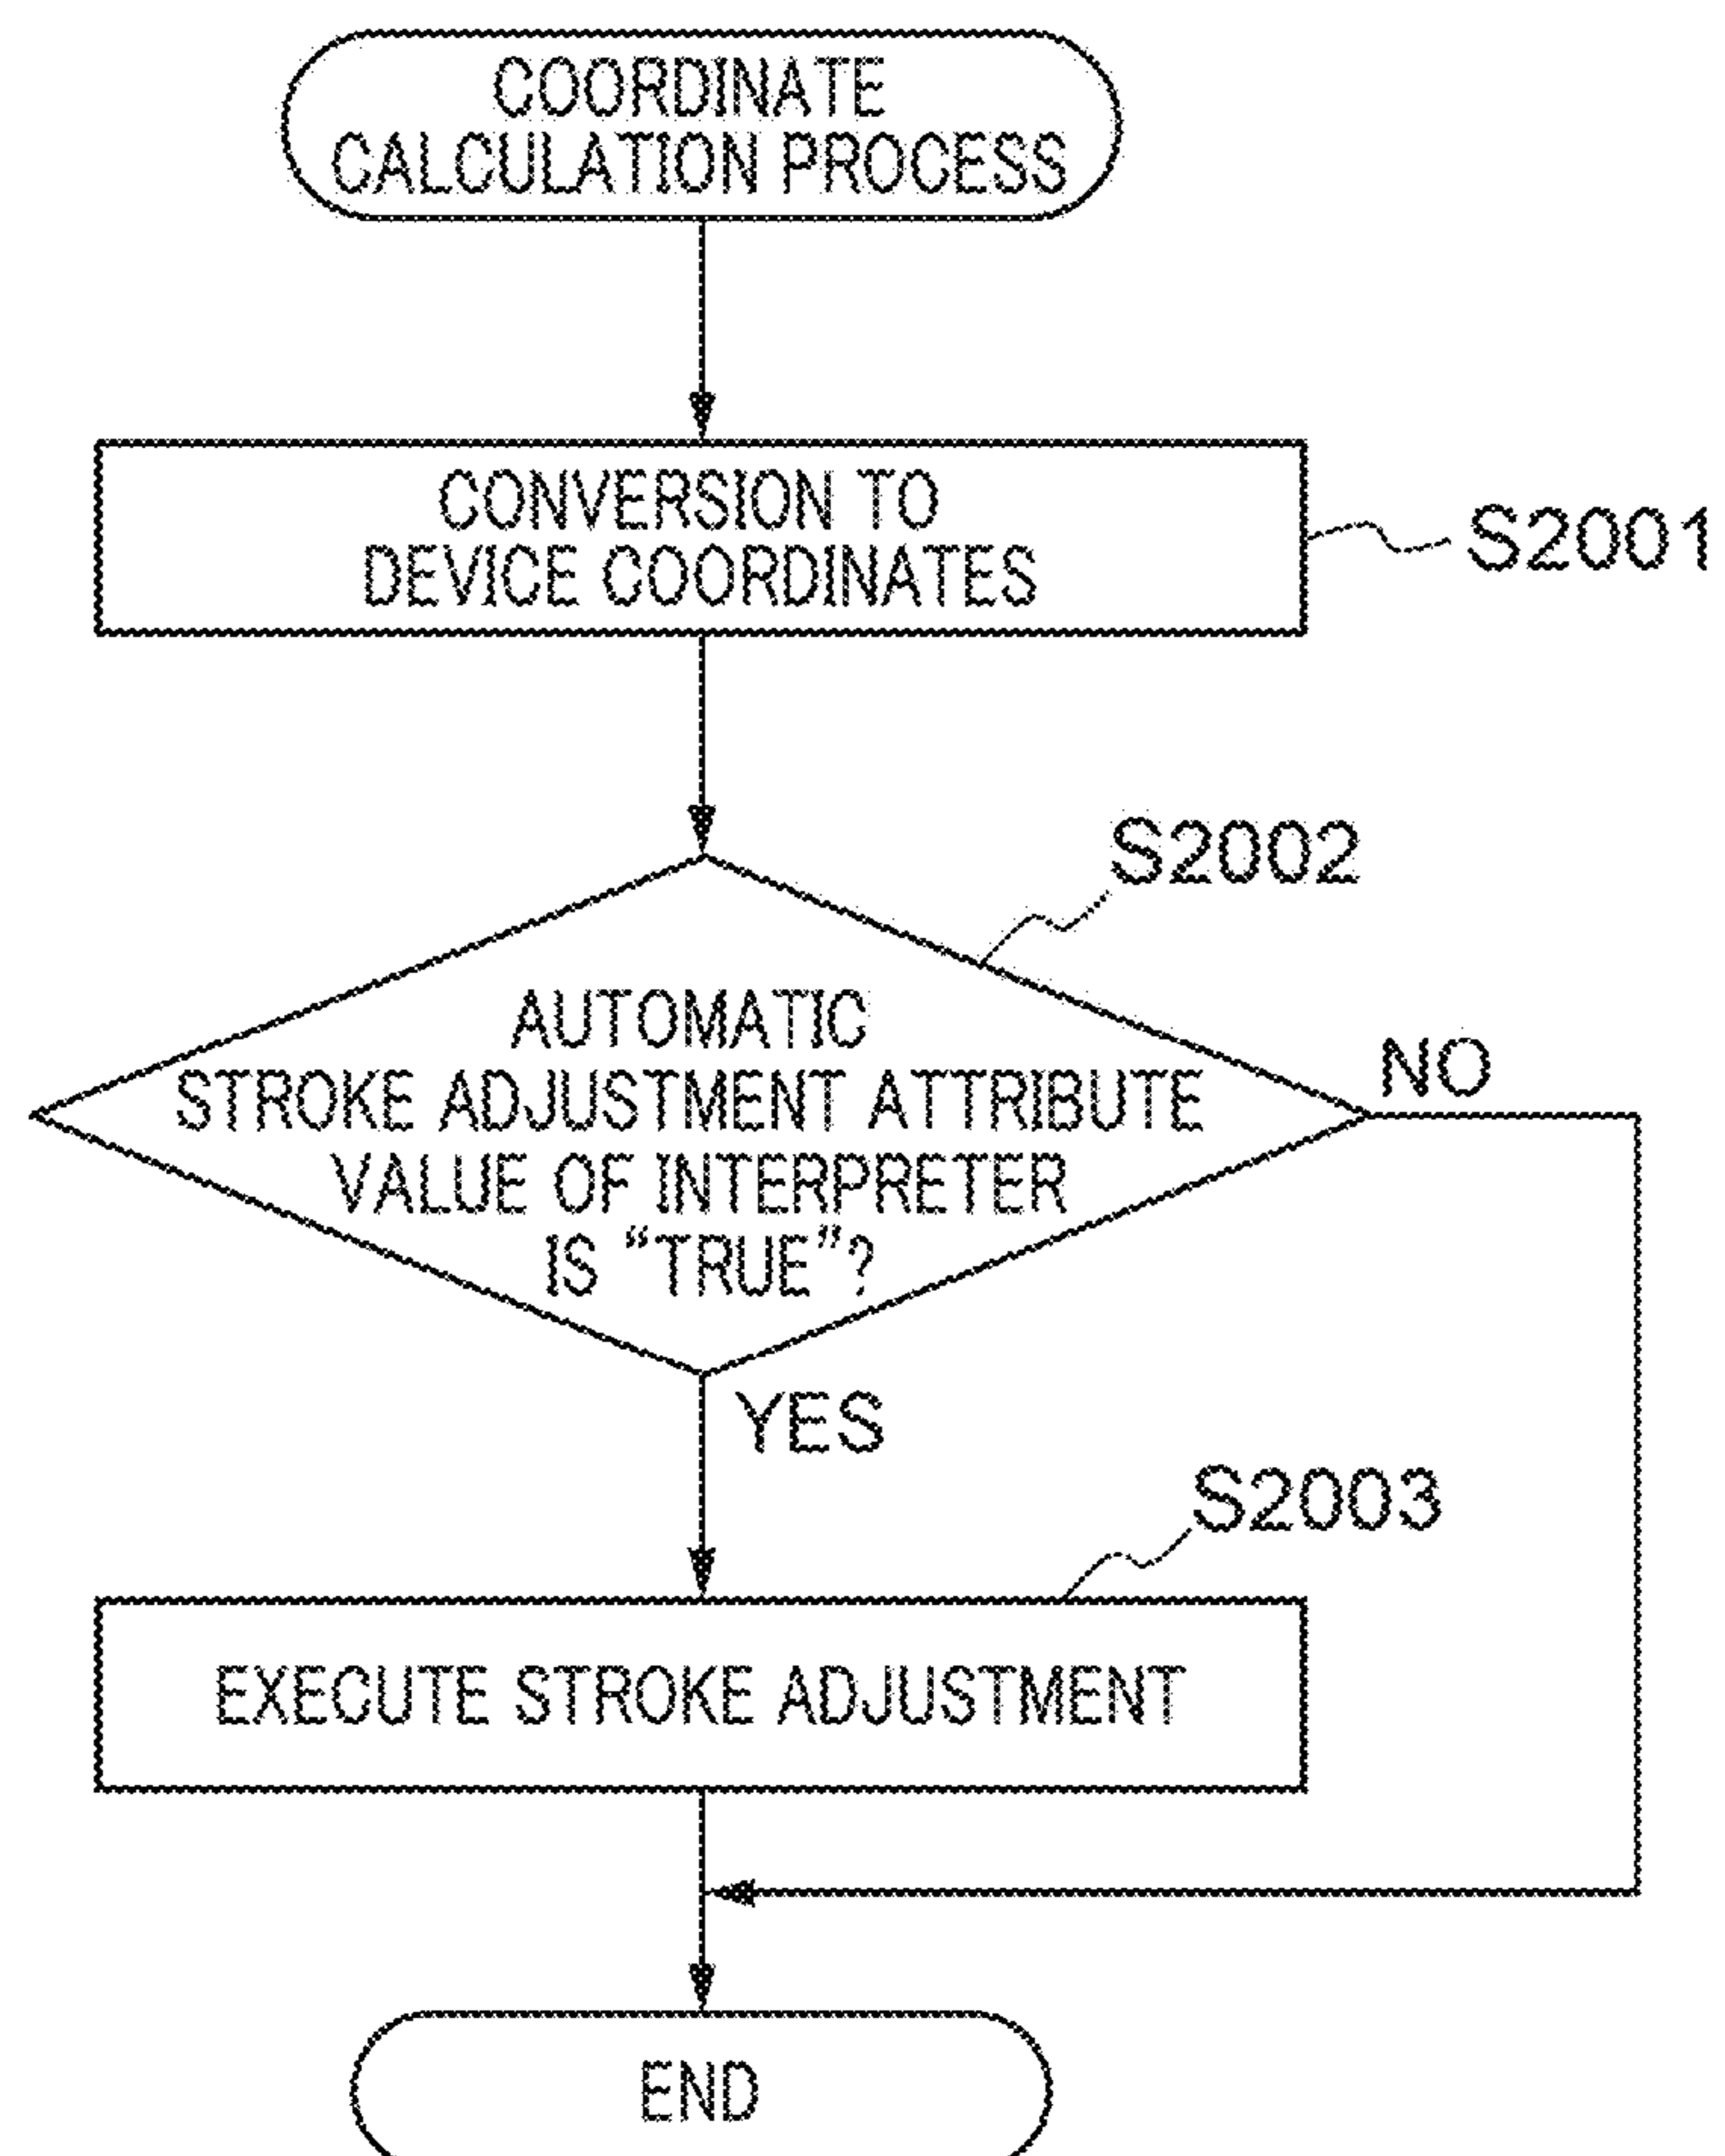 COORDINATE
CALCULATION PROCESS
CONVERSION TO
DEVICE COORDINATES
S2001
S2002
AUTOMATIC
STROKE ADJUSTMENT ATTRIBUTE
VALUE OF INTERPRETER
IS “TRUE”?
NO
YES
S2003
EXECUTE STROKE ADJUSTMENT
END